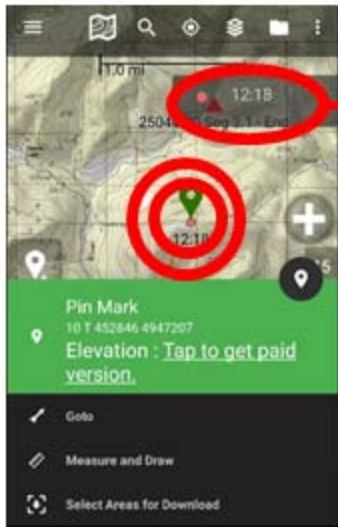 1.0 mi
12:18
Seg 2.1 - End
12:18
Pin Mark
10 T 452846 4947207
Elevation : Tap to get paid
version.
Goto
Measure and Draw
Select Areas for Download